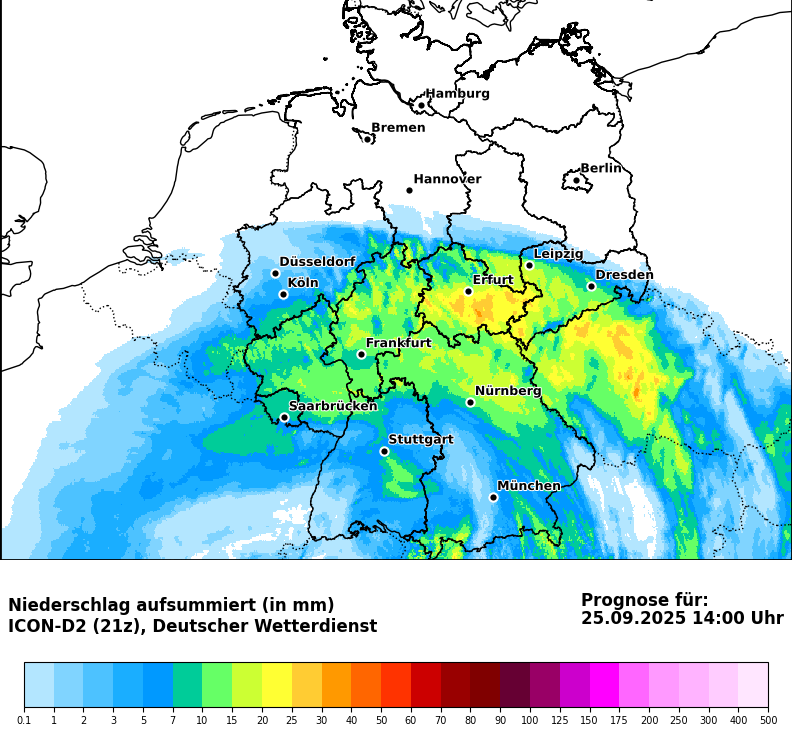 Hamburg
Bremen
Berlin
Hannover
Leipzig
Düsseldorf
Dresden
Erfurt
Köln
Frankfurt
Nürnberg
Saarbrücken
Stuttgart
München
Niederschlag aufsummiert (in mm)
ICON-D2 (21z), Deutscher Wetterdienst
Prognose für:
25.09.2025 14:00 Uhr
0.1 1 2 3 5 7 10 15 20 25 30 40 50 60 70 80 90 100 125 150 175 200 250 300 400 500